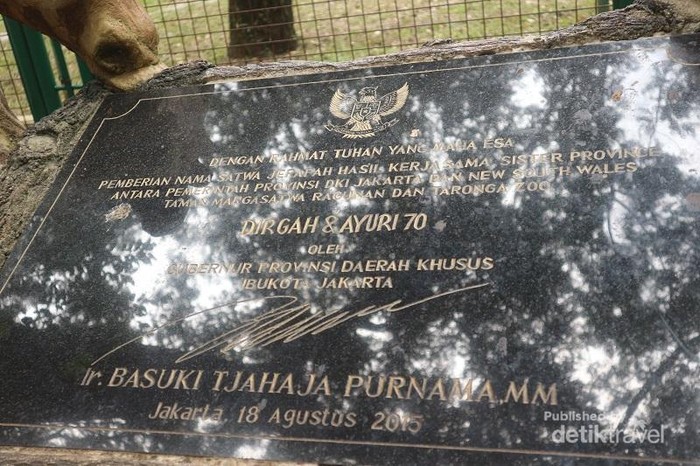 DENGAN RAHMAT TUHAN YANG MAHA ESA
PEMBERIAN NAMA SATWA JERAPAH HASIL KERJASAMA SISTER PROVINCE
ANTARA PEMERINTAH PROVINSI DKI JAKARTA DAN NEW SOUTH WALES
TAMAN MARGASATWA RAGUNAN DAN TARONGA ZOO
DIRGAH & AYURI 70
OLEH
GUBERNUR PROVINSI DAERAH KHUSUS
IBUKOTA JAKARTA
Ir. BASUKI TJAHAJA PURNAMA, MM
Jakarta, 18 Agustus 2015
Published by
detiktravel